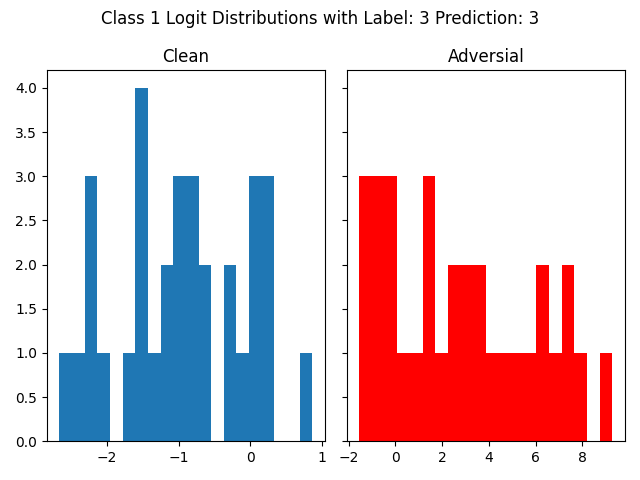 Class 1 Logit Distributions with Label: 3 Prediction: 3
Clean
Adversial
4.0
3.5
3.0
2.5
2.0
1.5
1.0
0.5
0.0
−2 −1 0 1
−2 0 2 4 6 8